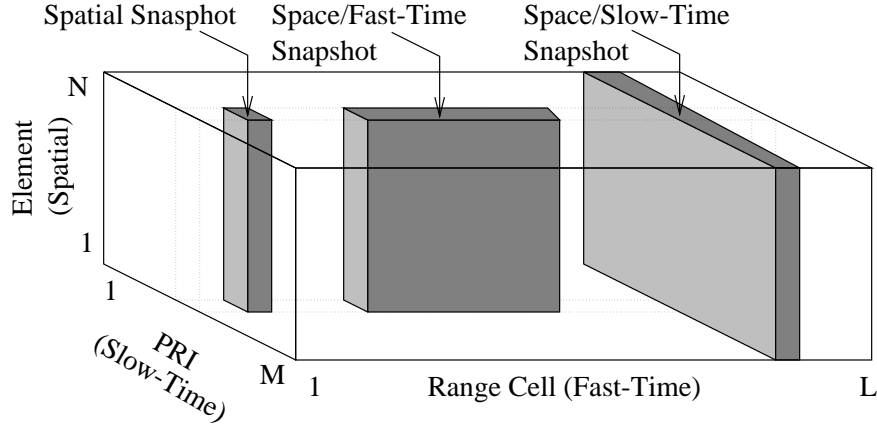 Spatial Snasphot
Space/Fast-Time
Snapshot
Space/Slow-Time
Snapshot
N
Element
(Spatial)
1
1
PRI
(Slow-Time)
M
1
Range Cell (Fast-Time)
L